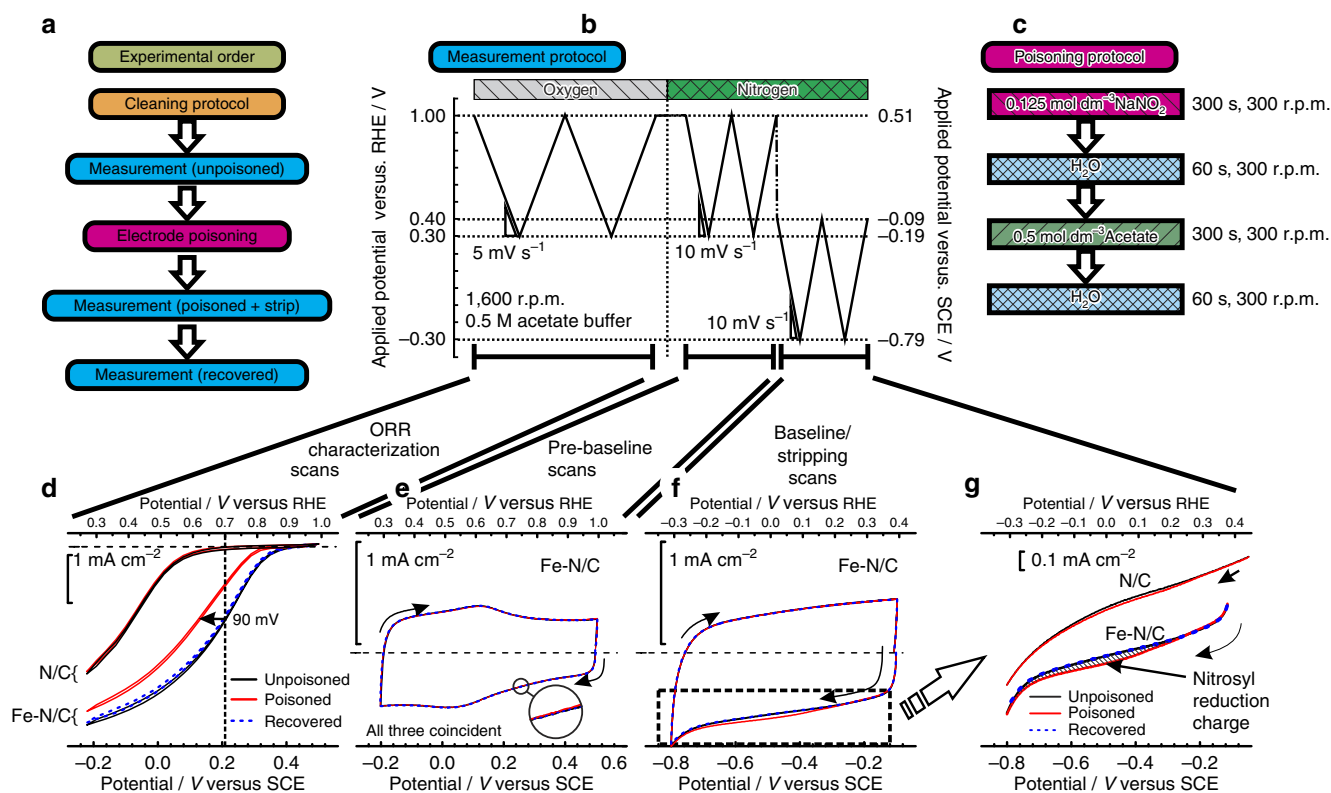 a
Experimental order
Cleaning protocol
Measurement (unpoisoned)
Electrode poisoning
Measurement (poisoned + strip)
Measurement (recovered)
b
Measurement protocol
Oxygen
Nitrogen
Applied potential versus. RHE / V
1.00
0.40
0.30
−0.30
Applied potential versus. SCE / V
0.51
−0.09
−0.19
−0.79
5 mV s⁻¹
10 mV s⁻¹
10 mV s⁻¹
1,600 r.p.m.
0.5 M acetate buffer
c
Poisoning protocol
0.125 mol dm⁻³NaNO₂
300 s, 300 r.p.m.
H₂O
60 s, 300 r.p.m.
0.5 mol dm⁻³Acetate
300 s, 300 r.p.m.
H₂O
60 s, 300 r.p.m.
ORR
characterization
scans
Pre-baseline
scans
Baseline/
stripping
scans
d
Potential / V versus RHE
0.3 0.4 0.5 0.6 0.7 0.8 0.9 1.0
1 mA cm⁻²
90 mV
N/C{
Fe-N/C{
Unpoisoned
Poisoned
Recovered
−0.2 0.0 0.2 0.4
Potential / V versus SCE
e
Potential / V versus RHE
0.3 0.4 0.5 0.6 0.7 0.8 0.9 1.0
1 mA cm⁻²
Fe-N/C
All three coincident
−0.2 0.0 0.2 0.4 0.6
Potential / V versus SCE
f
Potential / V versus RHE
−0.3 −0.2 −0.1 0.0 0.1 0.2 0.3 0.4
1 mA cm⁻²
Fe-N/C
−0.8 −0.6 −0.4 −0.2
Potential / V versus SCE
g
Potential / V versus RHE
−0.3 −0.2 −0.1 0.0 0.1 0.2 0.3 0.4
0.1 mA cm⁻²
N/C
Fe-N/C
Unpoisoned
Poisoned
Recovered
Nitrosyl
reduction
charge
−0.8 −0.6 −0.4 −0.2
Potential / V versus SCE